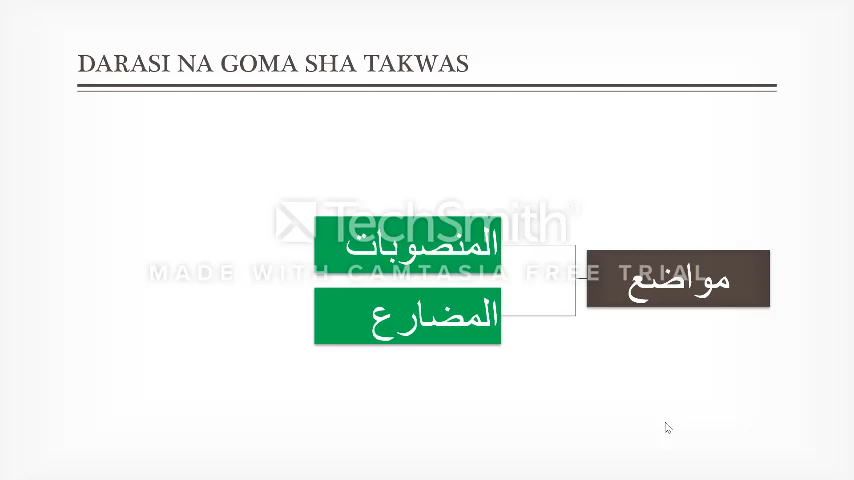 DARASI NA GOMA SHA TAKWAS
TechSmith
المنصوبات
MADE WITH CAMTASIA FREE TRIAL
مواضع
المضارع